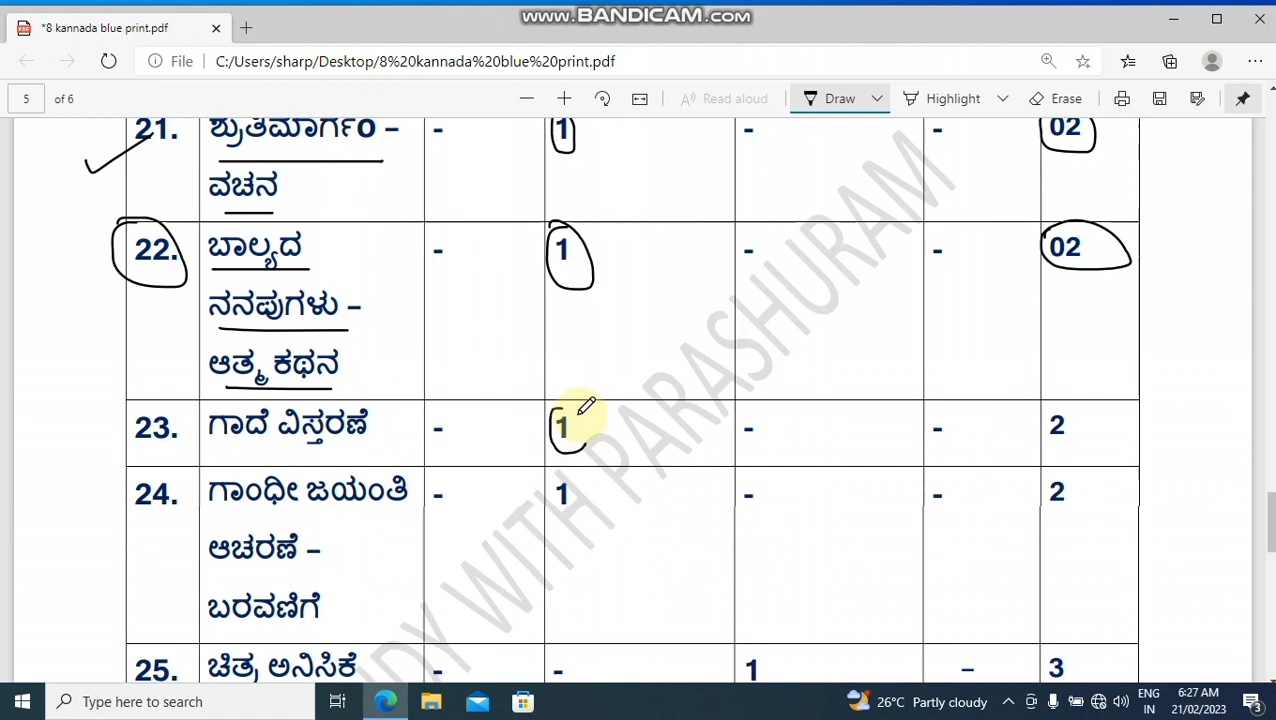 www.BANDICAM.com
*8 kannada blue print.pdf
File C:/Users/sharp/Desktop/8%20kannada%20blue%20print.pdf
5 of 6 Read aloud Draw Highlight Erase
21. ಶ್ರುತಿಮಾರ್ಗಂ – - 1 - - 02
ವಚನ
22. ಬಾಲ್ಯದ - 1 - - 02
ನನಪುಗಳು –
ಆತ್ಮ ಕಥನ
23. ಗಾದೆ ವಿಸ್ತರಣೆ - 1 - - 2
24. ಗಾಂಧೀ ಜಯಂತಿ - 1 - - 2
ಆಚರಣೆ –
ಬರವಣಿಗೆ
25. ಚಿತ್ರ ಅನಿಸಿಕೆ - - 1 – 3
STUDY WITH PARASHURAM
Type here to search 26°C Partly cloudy ENG 6:27 AM
IN 21/02/2023 3